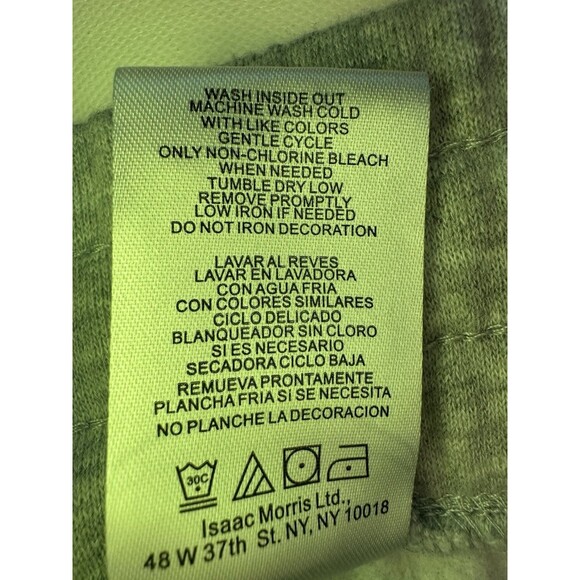 WASH INSIDE OUT
MACHINE WASH COLD
WITH LIKE COLORS
GENTLE CYCLE
ONLY NON-CHLORINE BLEACH
WHEN NEEDED
TUMBLE DRY LOW
REMOVE PROMPTLY
LOW IRON IF NEEDED
DO NOT IRON DECORATION
LAVAR AL REVES
LAVAR EN LAVADORA
CON AGUA FRIA
CON COLORES SIMILARES
CICLO DELICADO
BLANQUEADOR SIN CLORO
SI ES NECESARIO
SECADORA CICLO BAJA
REMUEVA PRONTAMENTE
PLANCHA FRIA Sí SE NECESITA
NO PLANCHE LA DECORACION
30C
Isaac Morris Ltd.,
48 W 37th St. NY, NY 10018